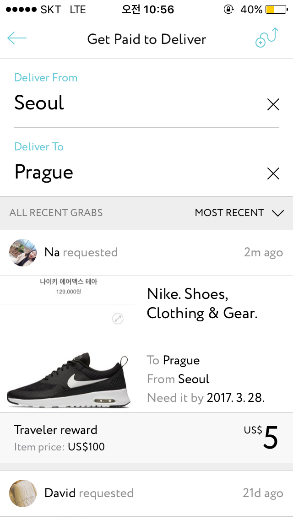 SKT LTE 오전 10:56 40%
Get Paid to Deliver
Deliver From
Seoul
Deliver To
Prague
ALL RECENT GRABS MOST RECENT
Na requested 2m ago
나이키 에어맥스 테아
129,000원
Nike. Shoes,
Clothing & Gear.
To Prague
From Seoul
Need it by 2017. 3. 28.
Traveler reward
Item price: US$100
US$5
David requested 21d ago